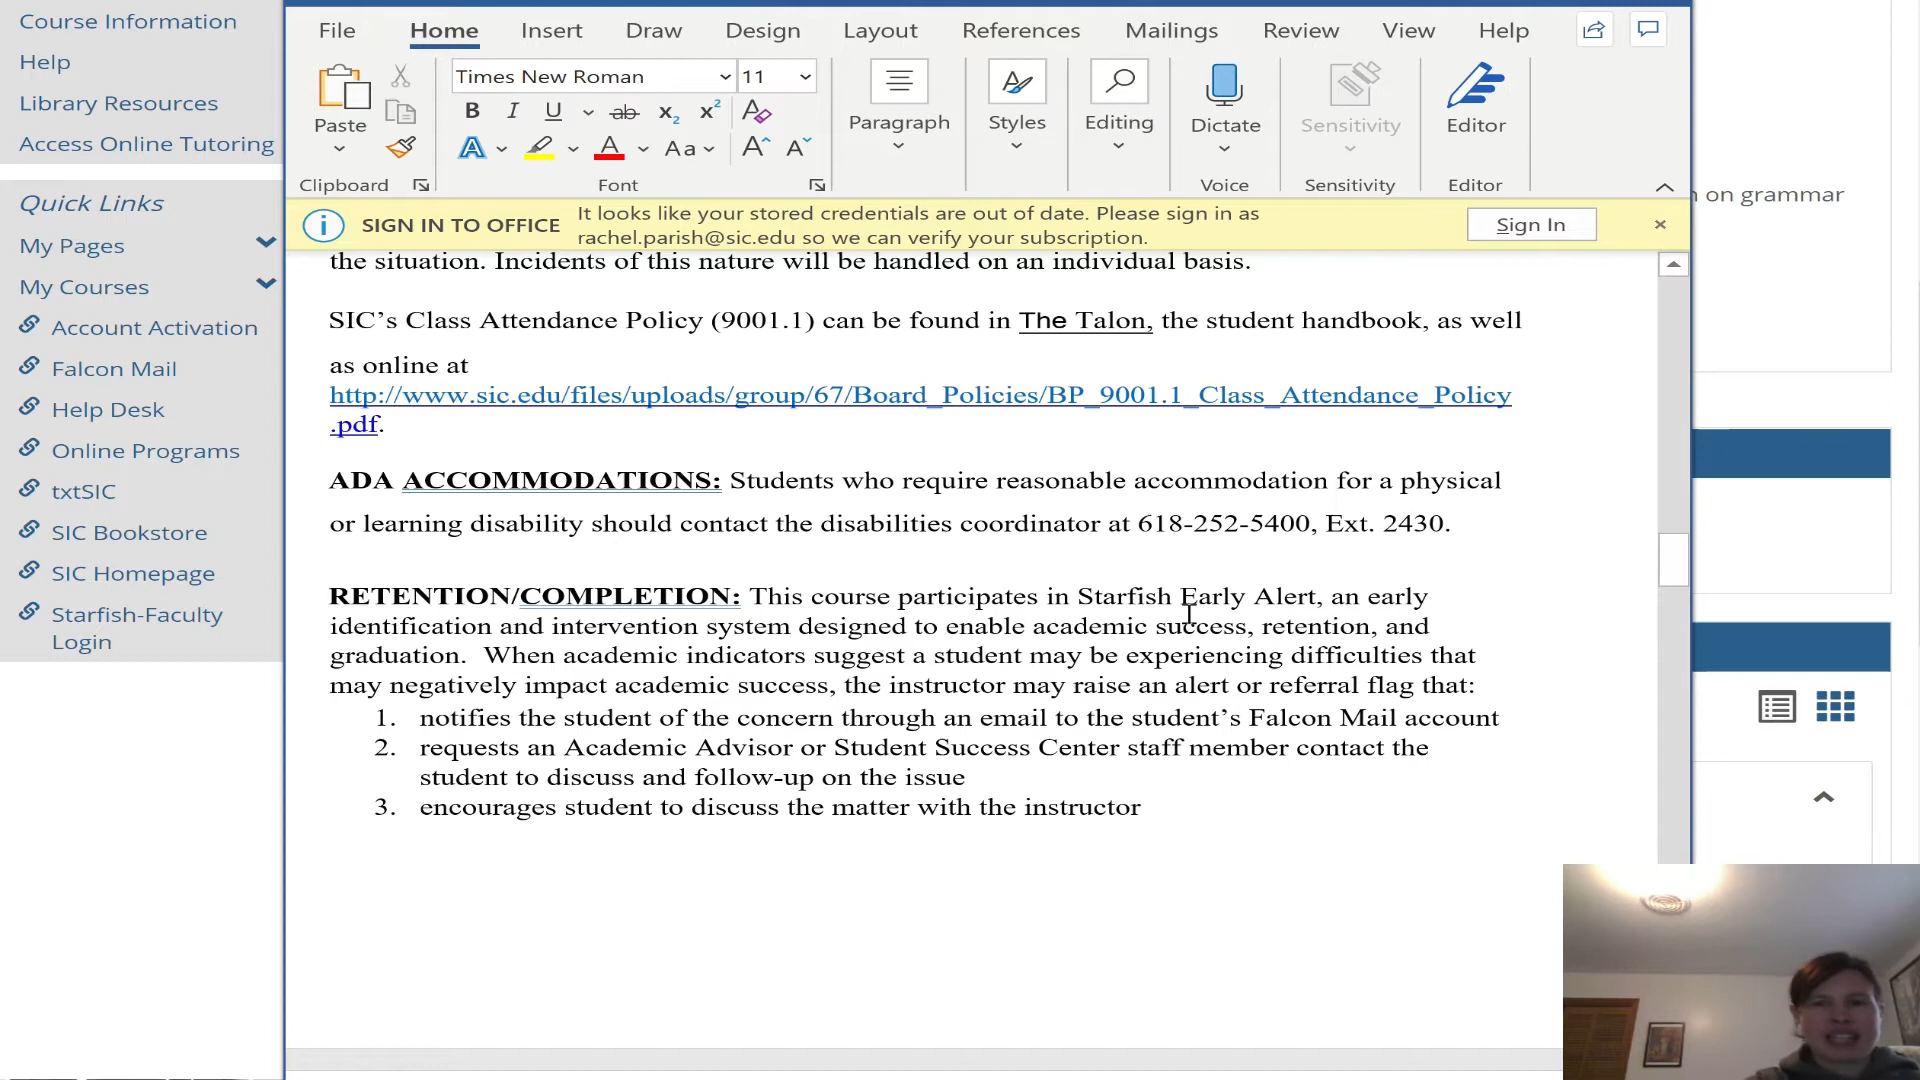 Course Information
Help
Library Resources
Access Online Tutoring
Quick Links
My Pages
My Courses
Account Activation
Falcon Mail
Help Desk
Online Programs
txtSIC
SIC Bookstore
SIC Homepage
Starfish-Faculty
Login
File Home Insert Draw Design Layout References Mailings Review View Help
Times New Roman 11
Paste
B I U ab x₂ x²
A A Aa A A
Paragraph Styles Editing Dictate Sensitivity Editor
Clipboard Font Voice Sensitivity Editor
SIGN IN TO OFFICE
It looks like your stored credentials are out of date. Please sign in as
rachel.parish@sic.edu so we can verify your subscription.
Sign In
the situation. Incidents of this nature will be handled on an individual basis.
SIC’s Class Attendance Policy (9001.1) can be found in The Talon, the student handbook, as well
as online at
http://www.sic.edu/files/uploads/group/67/Board_Policies/BP_9001.1_Class_Attendance_Policy
.pdf.
ADA ACCOMMODATIONS: Students who require reasonable accommodation for a physical
or learning disability should contact the disabilities coordinator at 618-252-5400, Ext. 2430.
RETENTION/COMPLETION: This course participates in Starfish Early Alert, an early
identification and intervention system designed to enable academic success, retention, and
graduation. When academic indicators suggest a student may be experiencing difficulties that
may negatively impact academic success, the instructor may raise an alert or referral flag that:
1. notifies the student of the concern through an email to the student’s Falcon Mail account
2. requests an Academic Advisor or Student Success Center staff member contact the
student to discuss and follow-up on the issue
3. encourages student to discuss the matter with the instructor
on grammar